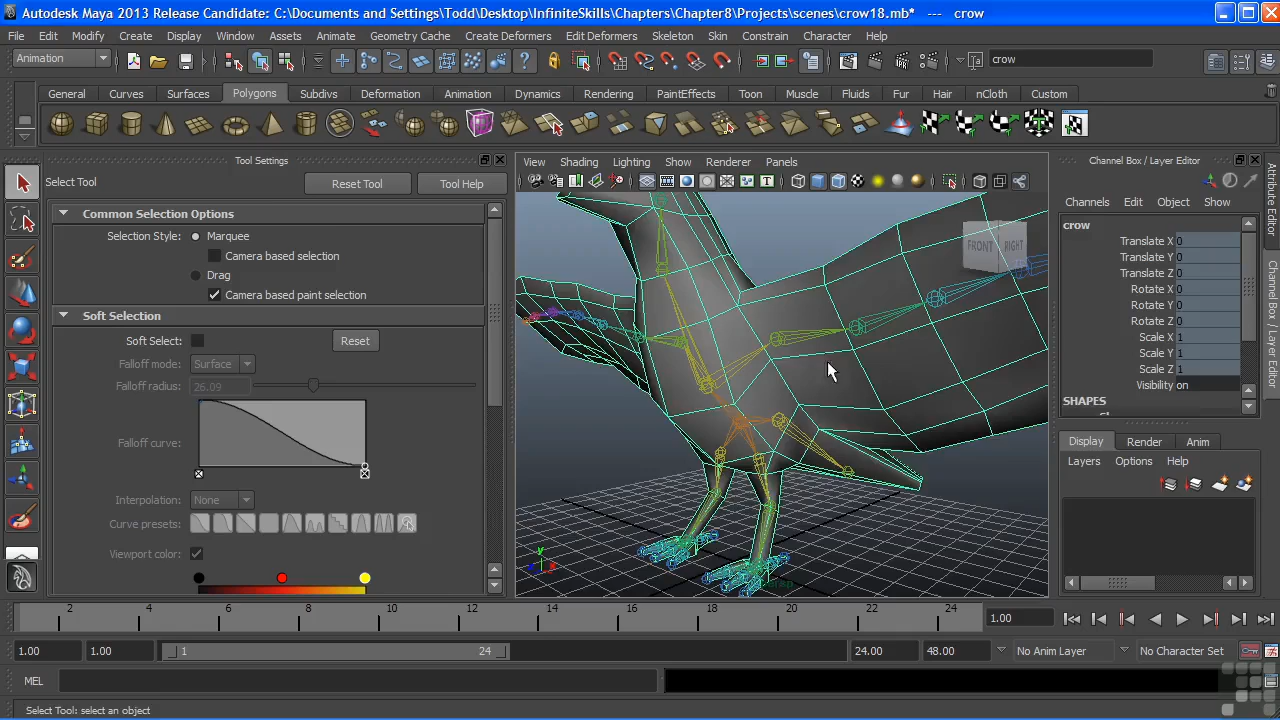 Autodesk Maya 2013 Release Candidate: C:\Documents and Settings\Todd\Desktop\InfiniteSkills\Chapters\Chapter8\Projects\scenes\crow18.mb* --- crow
File Edit Modify Create Display Window Assets Animate Geometry Cache Create Deformers Edit Deformers Skeleton Skin Constrain Character Help
Animation
crow
General Curves Surfaces Polygons Subdivs Deformation Animation Dynamics Rendering PaintEffects Toon Muscle Fluids Fur Hair nCloth Custom
Tool Settings
Select Tool
Reset Tool
Tool Help
Common Selection Options
Selection Style: Marquee
Camera based selection
Drag
Camera based paint selection
Soft Selection
Soft Select:
Reset
Falloff mode: Surface
Falloff radius: 26.09
Falloff curve:
Interpolation: None
Curve presets:
Viewport color:
View Shading Lighting Show Renderer Panels
FRONT RIGHT
y
Channel Box / Layer Editor
Channels Edit Object Show
crow
Translate X 0
Translate Y 0
Translate Z 0
Rotate X 0
Rotate Y 0
Rotate Z 0
Scale X 1
Scale Y 1
Scale Z 1
Visibility on
SHAPES
Display Render Anim
Layers Options Help
Attribute Editor
Channel Box / Layer Editor
2 4 6 8 10 12 14 16 18 20 22 24
1.00
1.00 1.00 1 24 24.00 48.00 No Anim Layer No Character Set
MEL
Select Tool: select an object